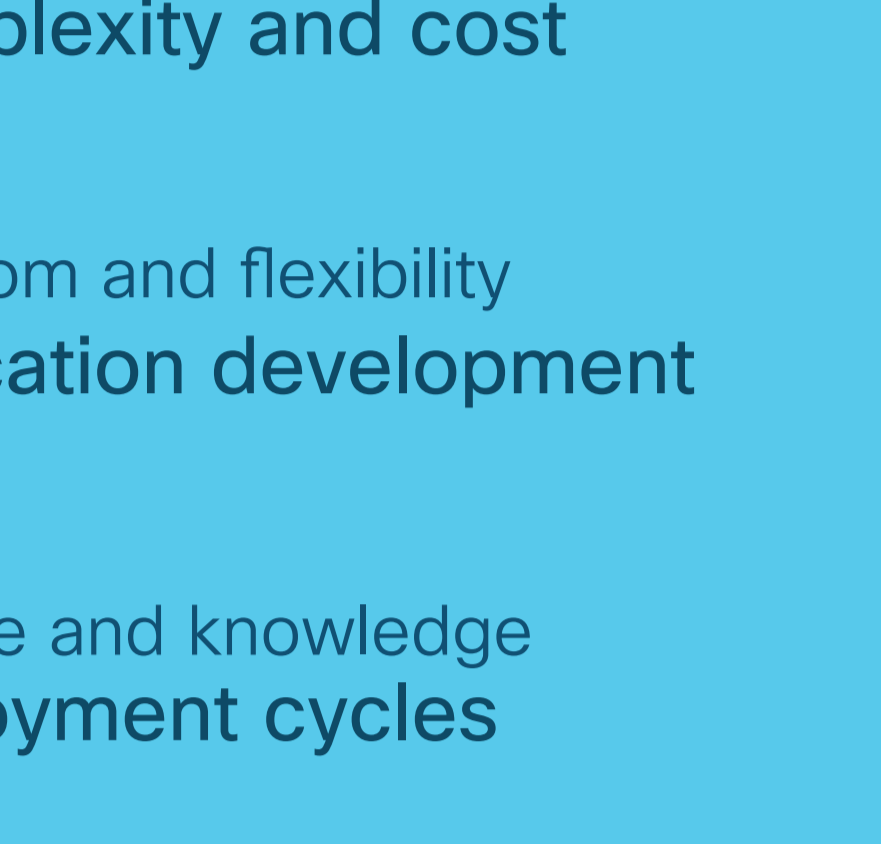 plexity and cost
om and flexibility
cation development
e and knowledge
oyment cycles